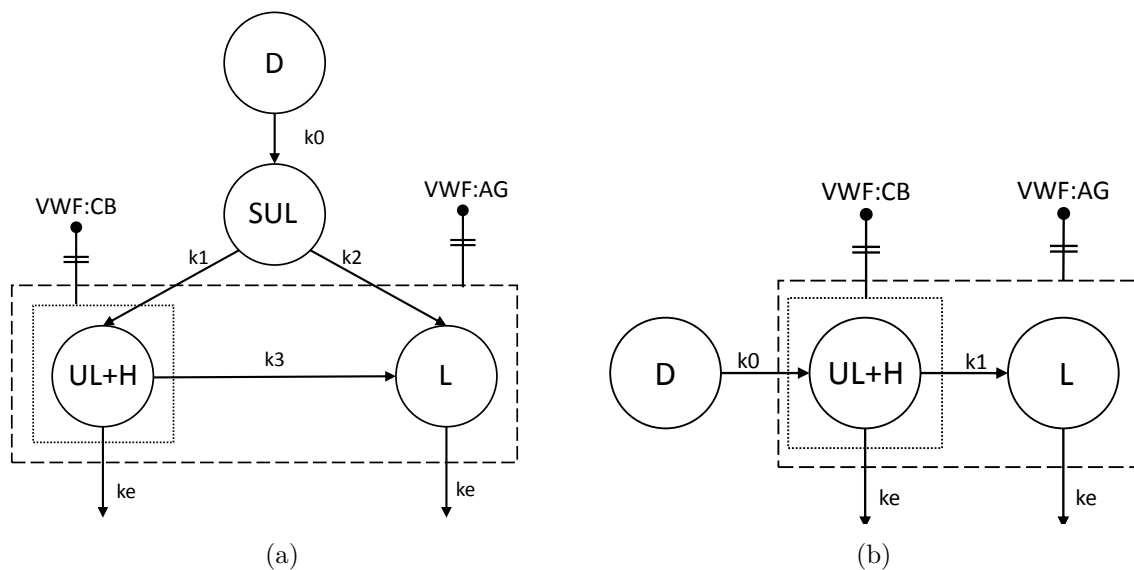 D
k0
SUL
VWF:CB
VWF:AG
k1
k2
UL+H
k3
L
ke
ke
(a)
VWF:CB
VWF:AG
D
k0
UL+H
k1
L
ke
ke
(b)